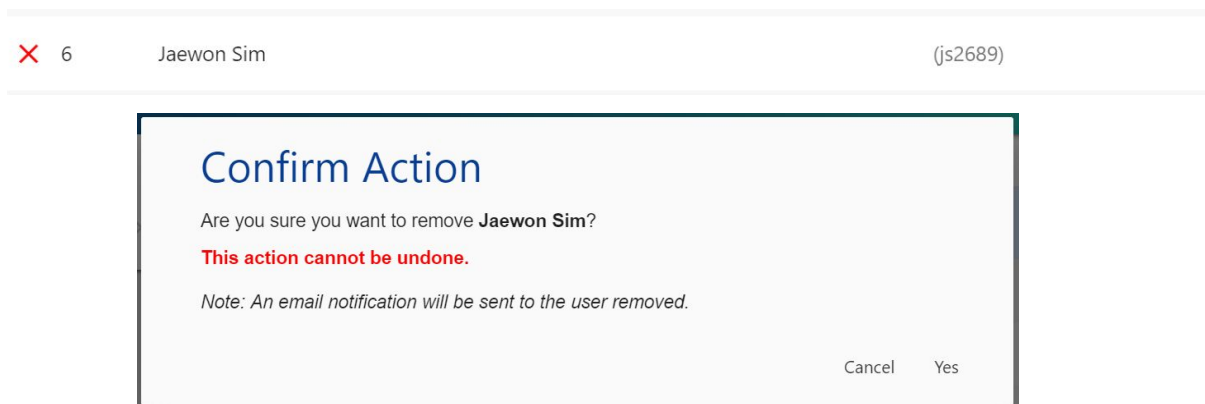 6 Jaewon Sim (js2689)
Confirm Action
Are you sure you want to remove Jaewon Sim?
This action cannot be undone.
Note: An email notification will be sent to the user removed.
Cancel Yes